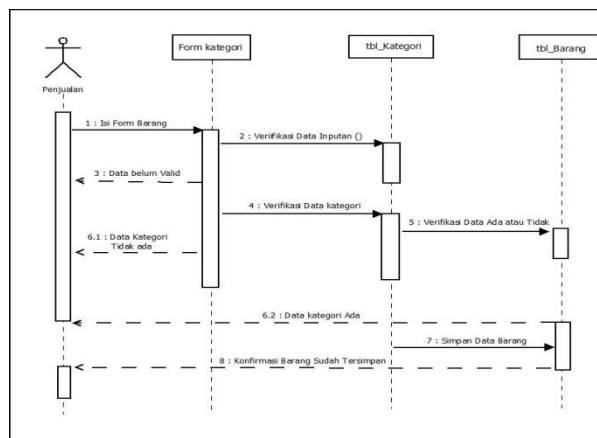 Form kategori
tbl_Kategori
tbl_Barang
Penjualan
1 : Isi Form Barang
2 : Verifikasi Data Inputan ()
3 : Data belum Valid
4 : Verifikasi Data kategori
5 : Verifikasi Data Ada atau Tidak
6.1 : Data Kategori
Tidak ada
6.2 : Data kategori Ada
7 : Simpan Data Barang
8 : Konfirmasi Barang Sudah Tersimpan